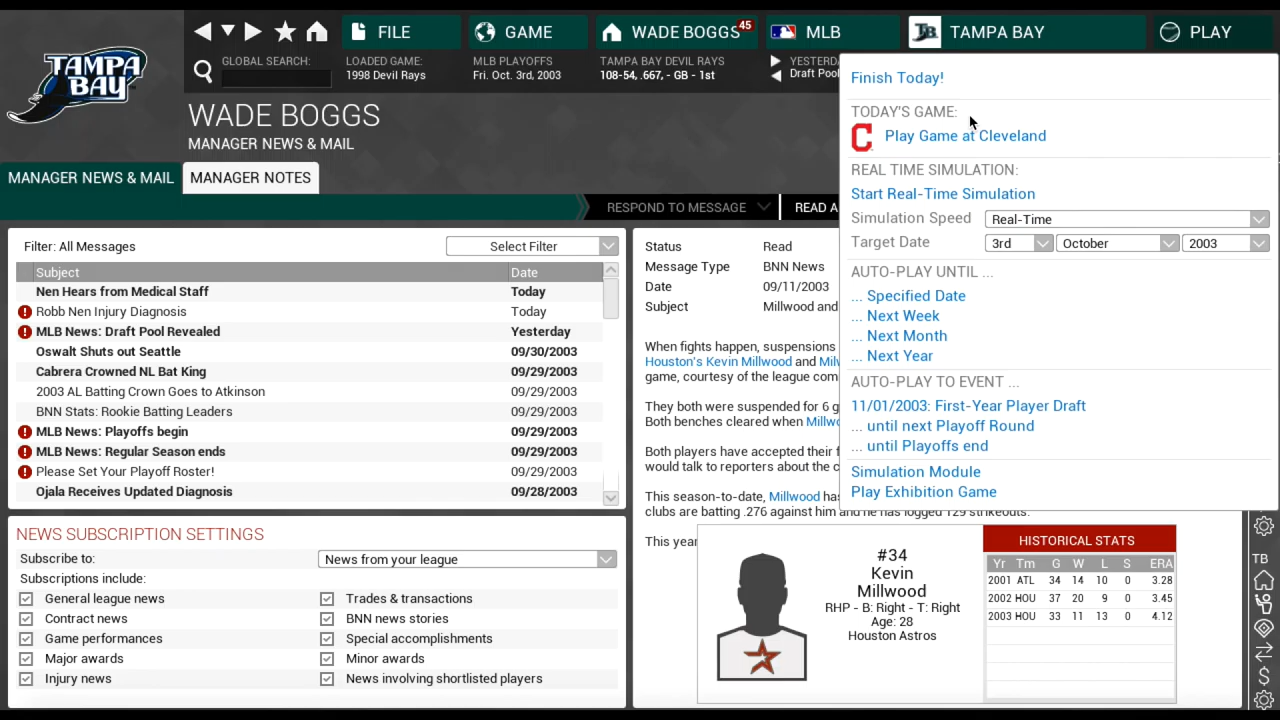 TAMPA BAY
FILE
GAME
WADE BOGGS
45
MLB
TAMPA BAY
PLAY
GLOBAL SEARCH:
LOADED GAME:
1998 Devil Rays
MLB PLAYOFFS
Fri. Oct. 3rd, 2003
TAMPA BAY DEVIL RAYS
108-54, .667, - GB - 1st
Draft Pool
WADE BOGGS
MANAGER NEWS & MAIL
MANAGER NEWS & MAIL
MANAGER NOTES
RESPOND TO MESSAGE
READ
Finish Today!
TODAY'S GAME:
C
Play Game at Cleveland
REAL TIME SIMULATION:
Start Real-Time Simulation
Simulation Speed
Real-Time
Target Date
3rd
October
2003
AUTO-PLAY UNTIL ...
... Specified Date
... Next Week
... Next Month
... Next Year
AUTO-PLAY TO EVENT ...
11/01/2003: First-Year Player Draft
... until next Playoff Round
... until Playoffs end
Simulation Module
Play Exhibition Game
Filter: All Messages
Select Filter
Subject Date
Nen Hears from Medical Staff Today
Robb Nen Injury Diagnosis Today
MLB News: Draft Pool Revealed Yesterday
Oswalt Shuts out Seattle 09/30/2003
Cabrera Crowned NL Bat King 09/29/2003
2003 AL Batting Crown Goes to Atkinson 09/29/2003
BNN Stats: Rookie Batting Leaders 09/29/2003
MLB News: Playoffs begin 09/29/2003
MLB News: Regular Season ends 09/29/2003
Please Set Your Playoff Roster! 09/29/2003
Ojala Receives Updated Diagnosis 09/28/2003
NEWS SUBSCRIPTION SETTINGS
Subscribe to:
News from your league
Subscriptions include:
General league news
Trades & transactions
Contract news
BNN news stories
Game performances
Special accomplishments
Major awards
Minor awards
Injury news
News involving shortlisted players
Status Read
Message Type BNN News
Date 09/11/2003
Subject Millwood and
When fights happen, suspensions
Houston's Kevin Millwood and
game, courtesy of the league
They both were suspended for 6
Both benches cleared when
Both players have accepted their
would talk to reporters about the
This season-to-date, Millwood
clubs are batting .276 against him and he has logged 129 strikeouts.
This year
#34
Kevin
Millwood
RHP - B: Right - T: Right
Age: 28
Houston Astros
HISTORICAL STATS
Yr Tm G W L S ERA
2001 ATL 34 14 10 0 3.28
2002 HOU 37 20 9 0 3.45
2003 HOU 33 11 13 0 4.12
TB